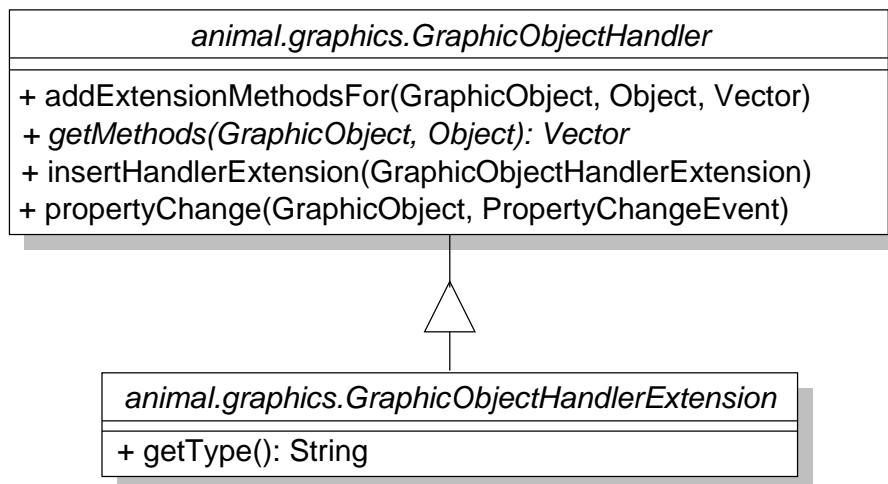 animal.graphics.GraphicObjectHandler
+ addExtensionMethodsFor(GraphicObject, Object, Vector)
+ getMethods(GraphicObject, Object): Vector
+ insertHandlerExtension(GraphicObjectHandlerExtension)
+ propertyChange(GraphicObject, PropertyChangeEvent)
animal.graphics.GraphicObjectHandlerExtension
+ getType(): String